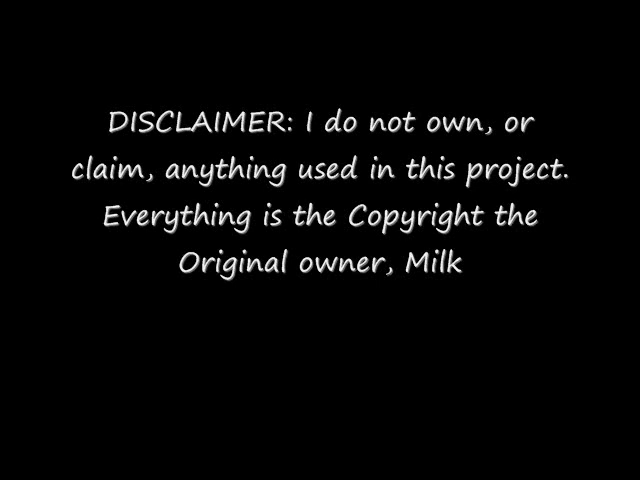 DISCLAIMER: I do not own, or
claim, anything used in this project.
Everything is the Copyright the
Original owner, Milk